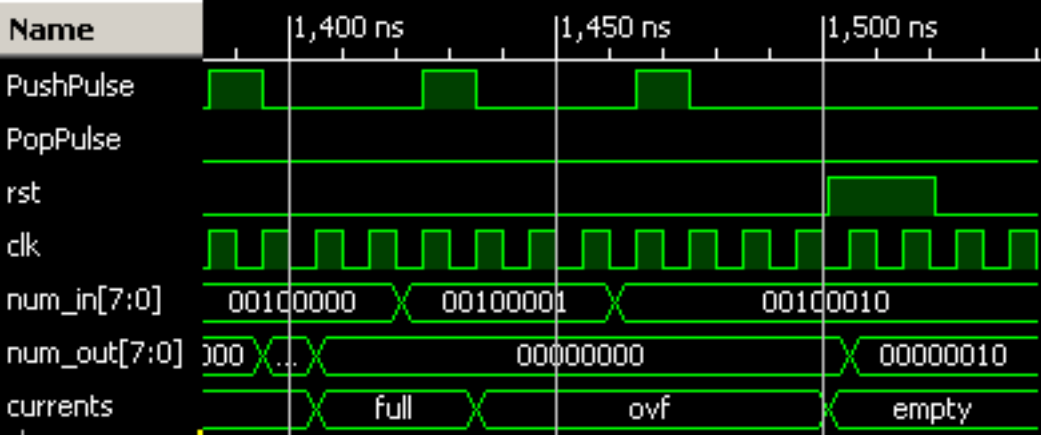 Name 1,400 ns 1,450 ns 1,500 ns
PushPulse
PopPulse
rst
clk
num_in[7:0] 00100000 00100001 00100010
num_out[7:0] 000 ... 00000000 00000010
currents full ovf empty